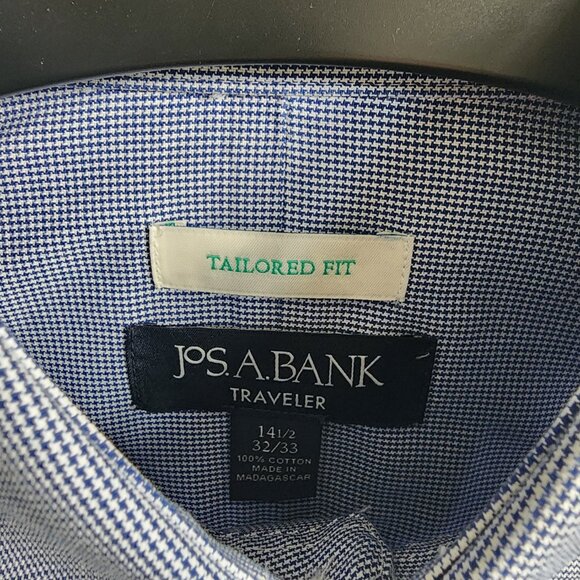 TAILORED FIT
JOS. A. BANK
TRAVELER
14 1/2
32/33
100% COTTON
MADE IN
MADAGASCAR